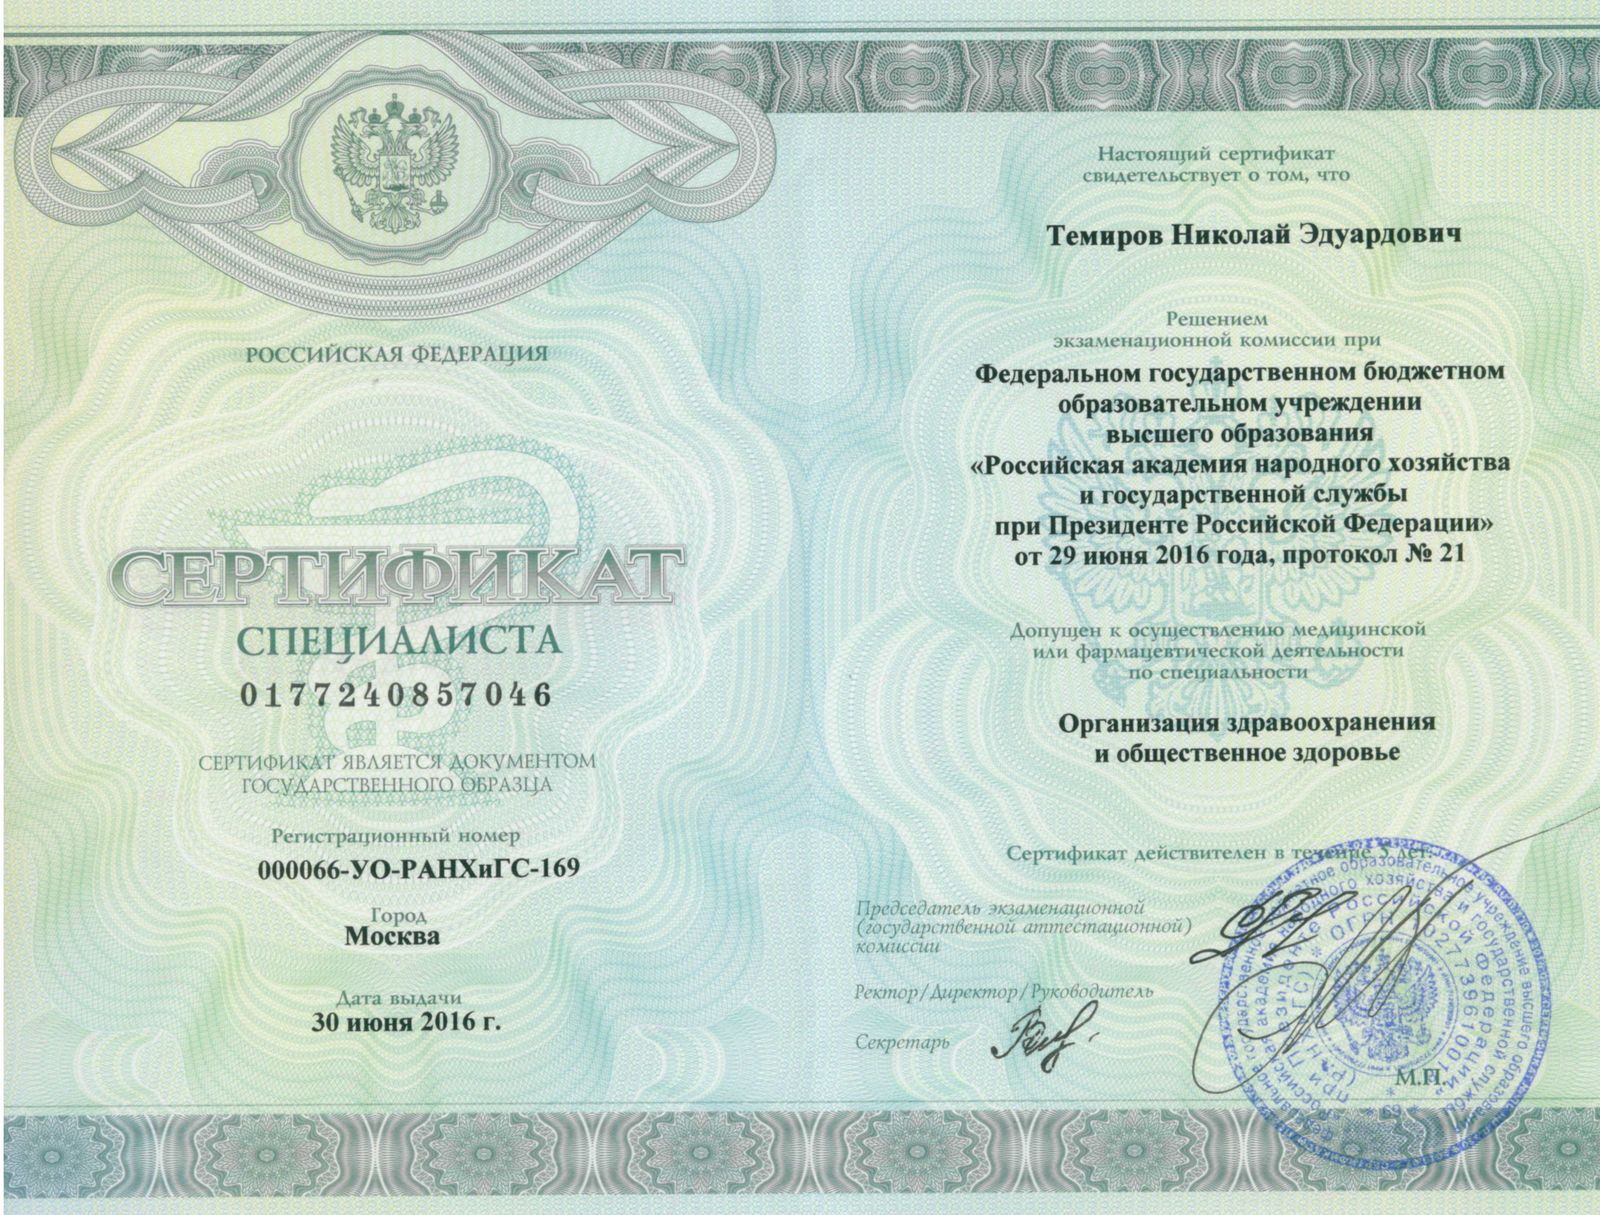 РОССИЙСКАЯ ФЕДЕРАЦИЯ
СЕРТИФИКАТ
СПЕЦИАЛИСТА
0177240857046
СЕРТИФИКАТ ЯВЛЯЕТСЯ ДОКУМЕНТОМ
ГОСУДАРСТВЕННОГО ОБРАЗЦА
Регистрационный номер
000066-УО-РАНХиГС-169
Город
Москва
Дата выдачи
30 июня 2016 г.
Настоящий сертификат
свидетельствует о том, что
Темиров Николай Эдуардович
Решением
экзаменационной комиссии при
Федеральном государственном бюджетном
образовательном учреждении
высшего образования
«Российская академия народного хозяйства
и государственной службы
при Президенте Российской Федерации»
от 29 июня 2016 года, протокол № 21
Допущен к осуществлению медицинской
или фармацевтической деятельности
по специальности
Организация здравоохранения
и общественное здоровье
Сертификат действителен в течение 5 лет.
Председатель экзаменационной
(государственной аттестационной)
комиссии
Ректор/Директор/Руководитель
Секретарь
М.П.